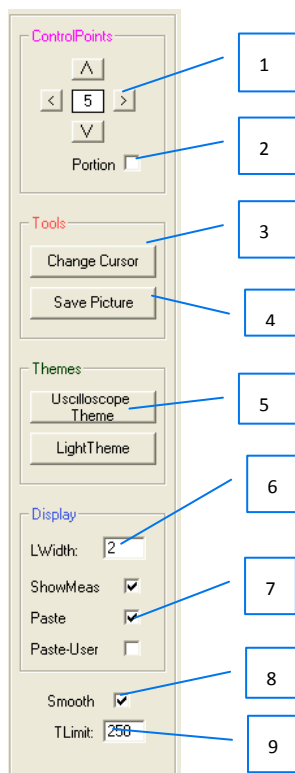 ControlPoints
1
Λ
< 5 >
V
2
Portion
Tools
3
Change Cursor
Save Picture
4
Themes
Uscilloscope
Theme
5
LightTheme
6
Display
LWidth: 2
ShowMeas
7
Paste
Paste-User
8
Smooth
TLimit: 250
9